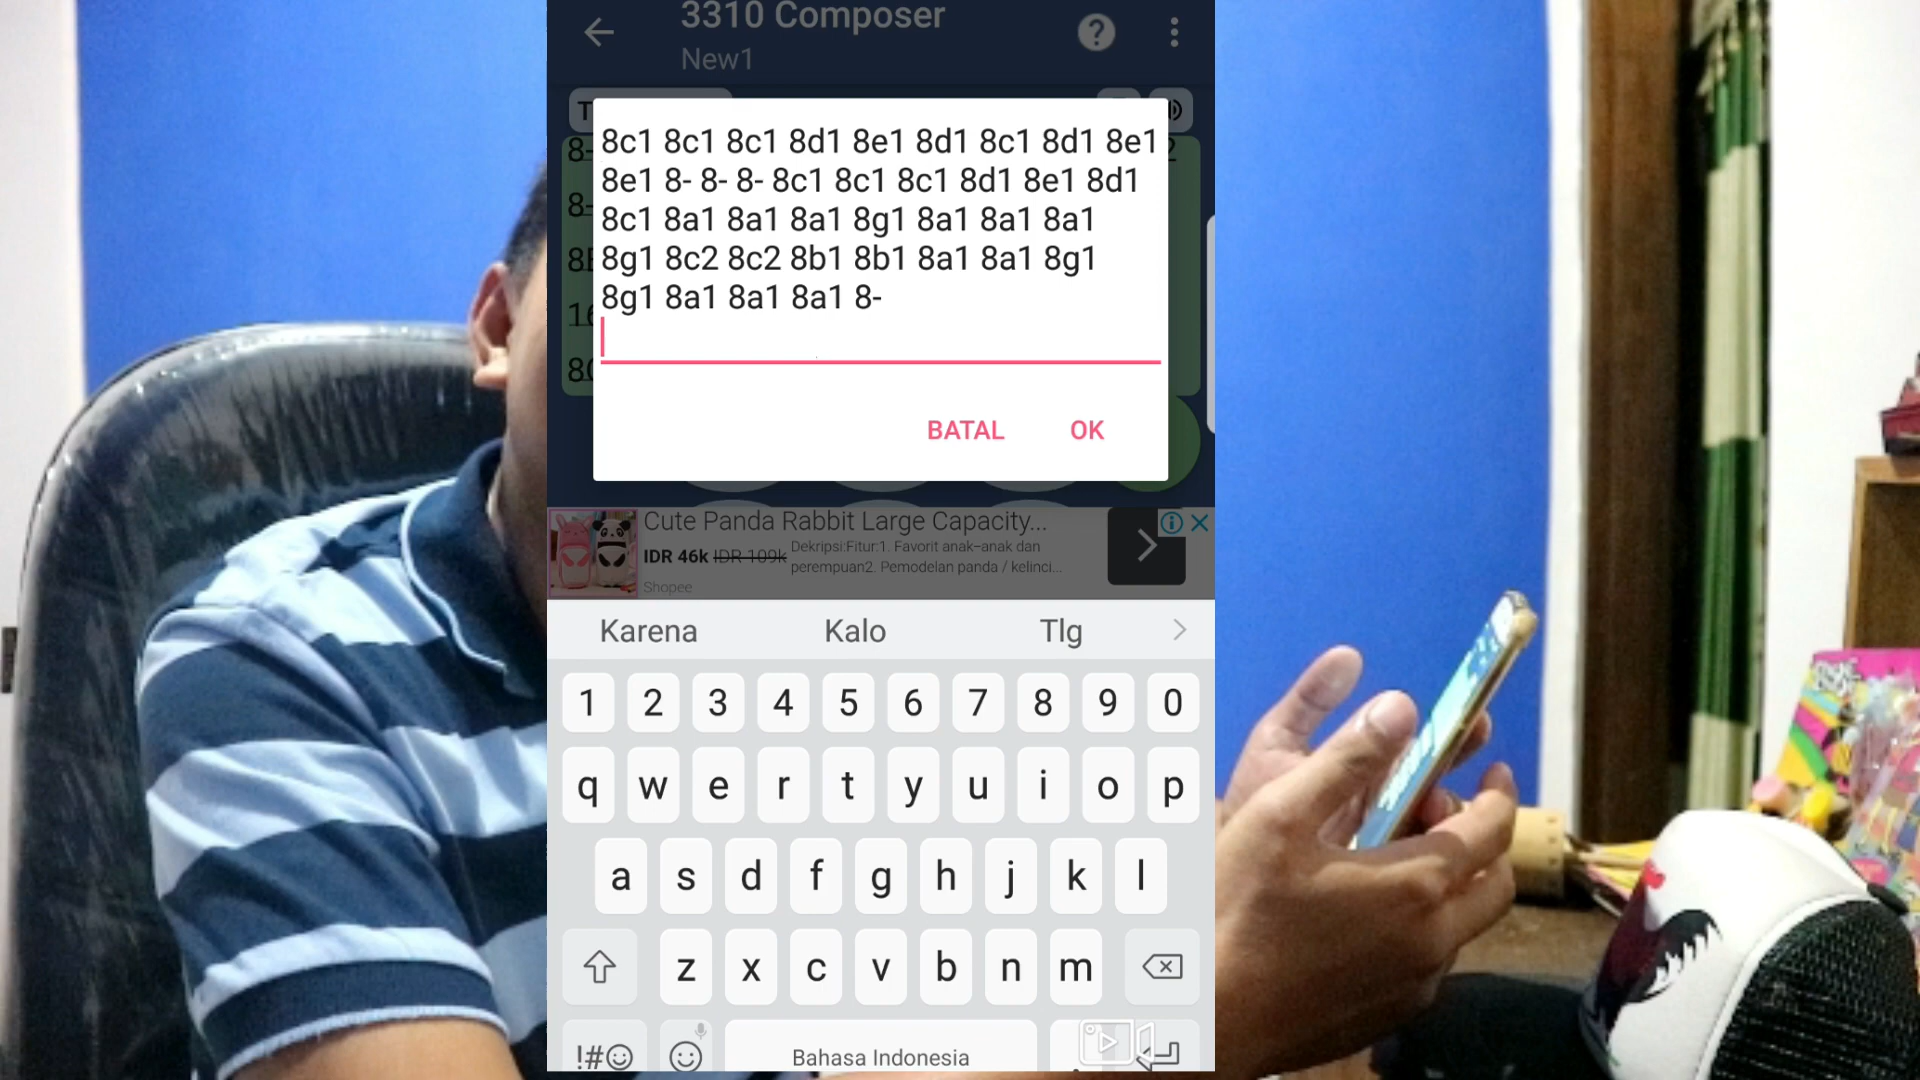 3310 Composer
New1
T
8c1 8c1 8c1 8d1 8e1 8d1 8c1 8d1 8e1
8e1 8- 8- 8- 8c1 8c1 8c1 8d1 8e1 8d1
8c1 8a1 8a1 8a1 8g1 8a1 8a1 8a1
8g1 8c2 8c2 8b1 8b1 8a1 8a1 8g1
8g1 8a1 8a1 8a1 8-
BATAL OK
Cute Panda Rabbit Large Capacity...
IDR 46k IDR 109k Dekripsi:Fitur:1. Favorit anak-anak dan
perempuan2. Pemodelan panda / kelinci...
Shopee
Karena Kalo Tlg
1 2 3 4 5 6 7 8 9 0
q w e r t y u i o p
a s d f g h j k l
z x c v b n m
!#☺ Bahasa Indonesia .